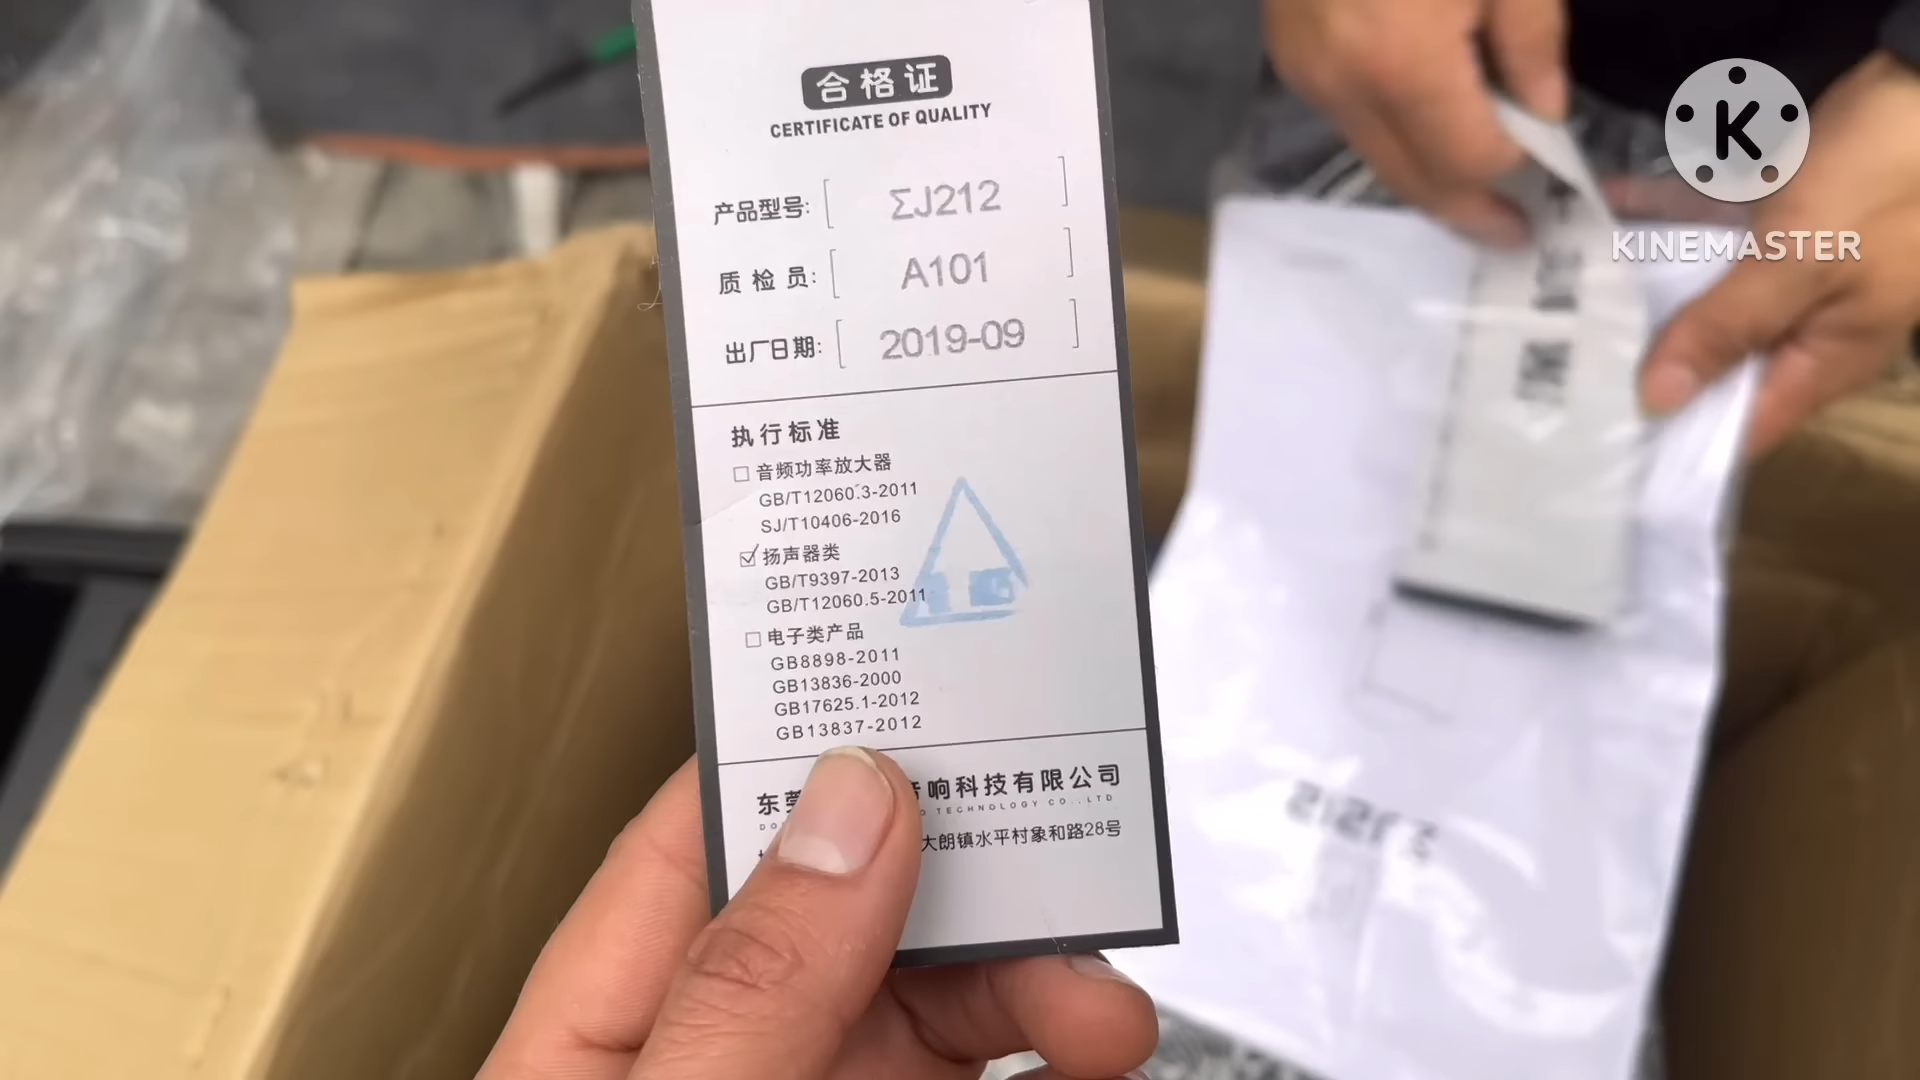 合格证
CERTIFICATE OF QUALITY
产品型号: [ ΣJ212 ]
质检员: [ A101 ]
出厂日期: [ 2019-09 ]
执行标准
□ 音频功率放大器
GB/T12060.3-2011
SJ/T10406-2016
☑ 扬声器类
GB/T9397-2013
GB/T12060.5-2011
□ 电子类产品
GB8898-2011
GB13836-2000
GB17625.1-2012
GB13837-2012
东莞 音响科技有限公司
TECHNOLOGY CO.,LTD
大朗镇水平村象和路28号
K
KINEMASTER